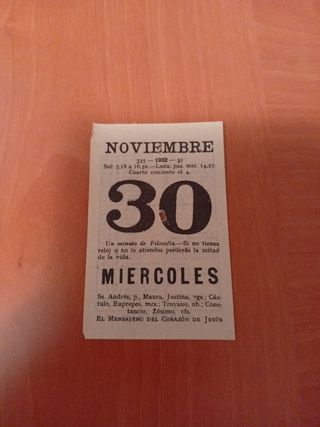 NOVIEMBRE
335 — 1932 — 31
Sol: 7,18 a 16,50.—Luna: pas. mer. 14,27.
Cuarto creciente el 4.
30
Un minuto de Filosofía.—Si no tienes
reloj o no le atiendes perderás la mitad
de la vida.
MIERCOLES
Ss. Andrés, p., Maura, Justina, vgs.; Cás-
tulo, Euprepes, mrs.; Troyano, ob.; Cons-
tancio, Zósimo, cfs.
EL MENSAJERO DEL CORAZÓN DE JESÚS